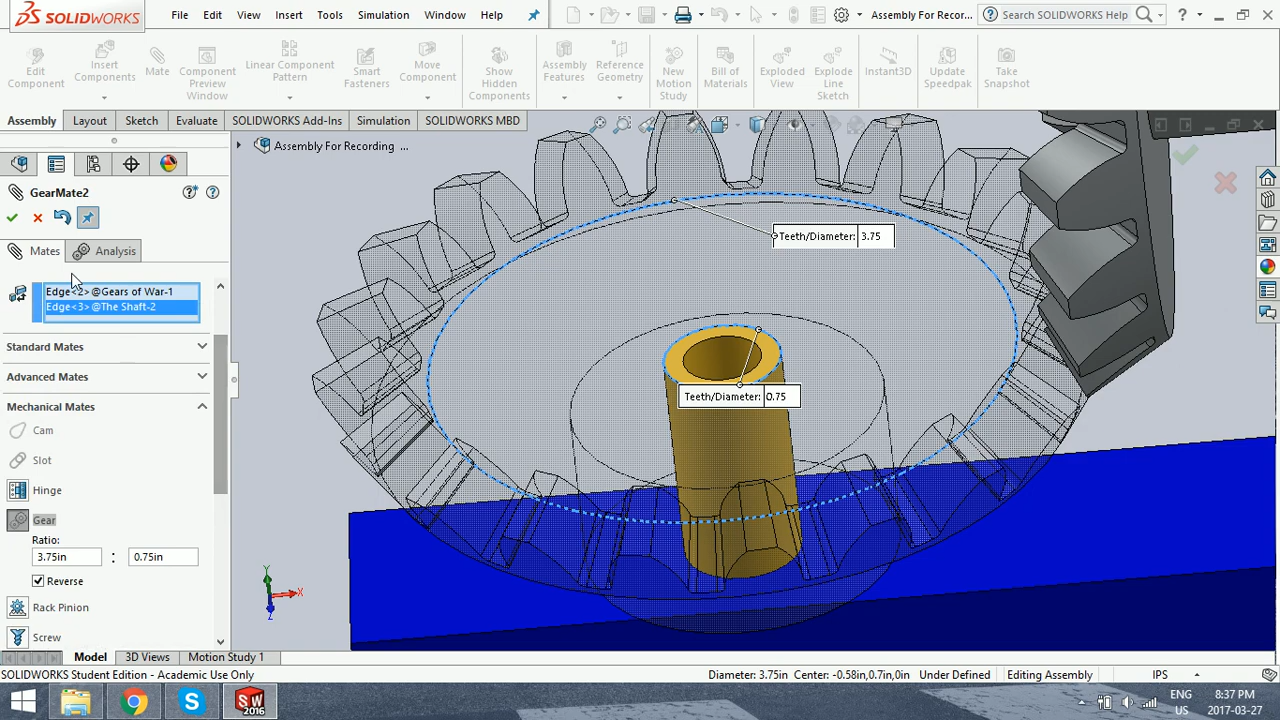 SOLIDWORKS
File
Edit
View
Insert
Tools
Simulation
Window
Help
Assembly For Recor...
Search SOLIDWORKS Help
?
Edit
Component
Insert
Components
Mate
Component
Preview
Window
Linear Component
Pattern
Smart
Fasteners
Move
Component
Show
Hidden
Components
Assembly
Features
Reference
Geometry
New
Motion
Study
Bill of
Materials
Exploded
View
Explode
Line
Sketch
Instant3D
Update
Speedpak
Take
Snapshot
Assembly
Layout
Sketch
Evaluate
SOLIDWORKS Add-Ins
Simulation
SOLIDWORKS MBD
Assembly For Recording ...
GearMate2
Mates
Analysis
Edge<2>@Gears of War-1
Edge<3>@The Shaft-2
Standard Mates
Advanced Mates
Mechanical Mates
Cam
Slot
Hinge
Gear
Ratio:
3.75in : 0.75in
Reverse
Rack Pinion
Screw
Teeth/Diameter: 3.75
Teeth/Diameter: 0.75
Y
X
Z
Model
3D Views
Motion Study 1
SOLIDWORKS Student Edition - Academic Use Only
Diameter: 3.75in Center: -0.58in,0.7in,0in
Under Defined
Editing Assembly
IPS
SW
2016
ENG
US
8:37 PM
2017-03-27